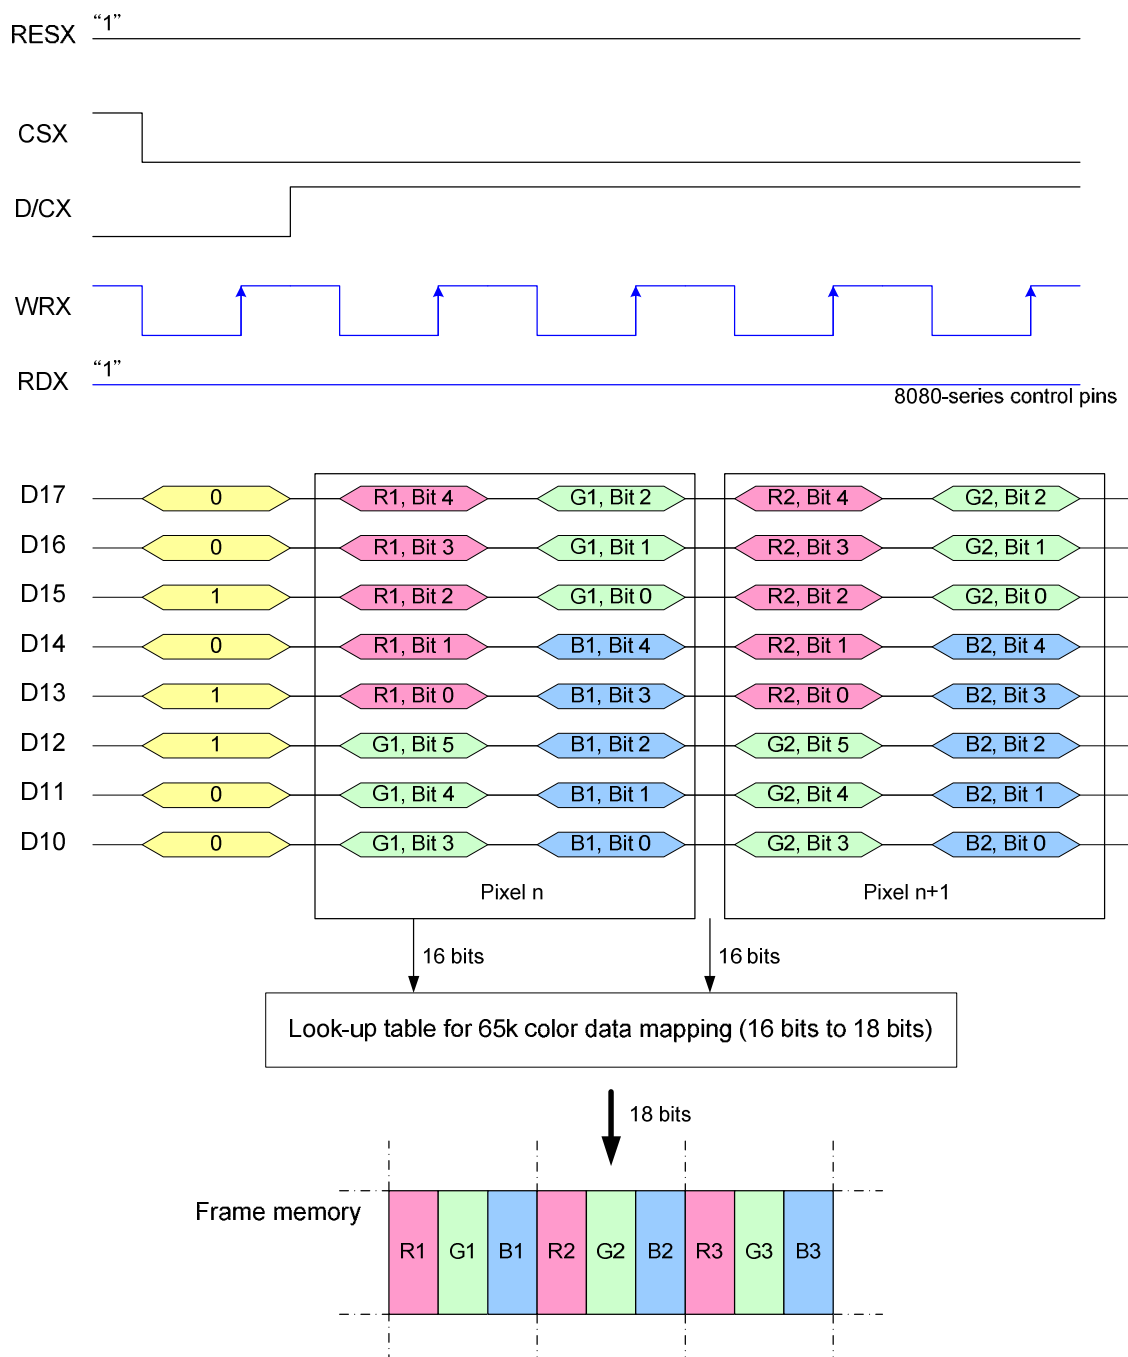 RESX "1"
CSX
D/CX
WRX
RDX "1"
8080-series control pins
D17 0 R1, Bit 4 G1, Bit 2 R2, Bit 4 G2, Bit 2
D16 0 R1, Bit 3 G1, Bit 1 R2, Bit 3 G2, Bit 1
D15 1 R1, Bit 2 G1, Bit 0 R2, Bit 2 G2, Bit 0
D14 0 R1, Bit 1 B1, Bit 4 R2, Bit 1 B2, Bit 4
D13 1 R1, Bit 0 B1, Bit 3 R2, Bit 0 B2, Bit 3
D12 1 G1, Bit 5 B1, Bit 2 G2, Bit 5 B2, Bit 2
D11 0 G1, Bit 4 B1, Bit 1 G2, Bit 4 B2, Bit 1
D10 0 G1, Bit 3 B1, Bit 0 G2, Bit 3 B2, Bit 0
Pixel n Pixel n+1
16 bits 16 bits
Look-up table for 65k color data mapping (16 bits to 18 bits)
18 bits
Frame memory
R1 G1 B1 R2 G2 B2 R3 G3 B3